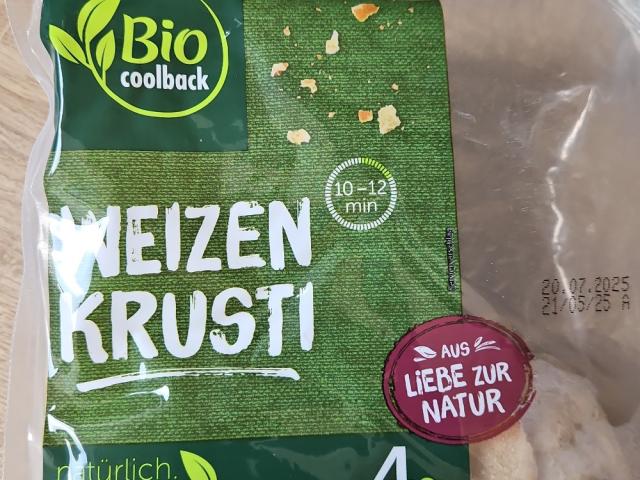 Bio
coolback
10-12
min
WEIZEN
KRUSTI
20.07.2025
21/05/25 A
AUS
LIEBE ZUR
NATUR
natürlich.
4